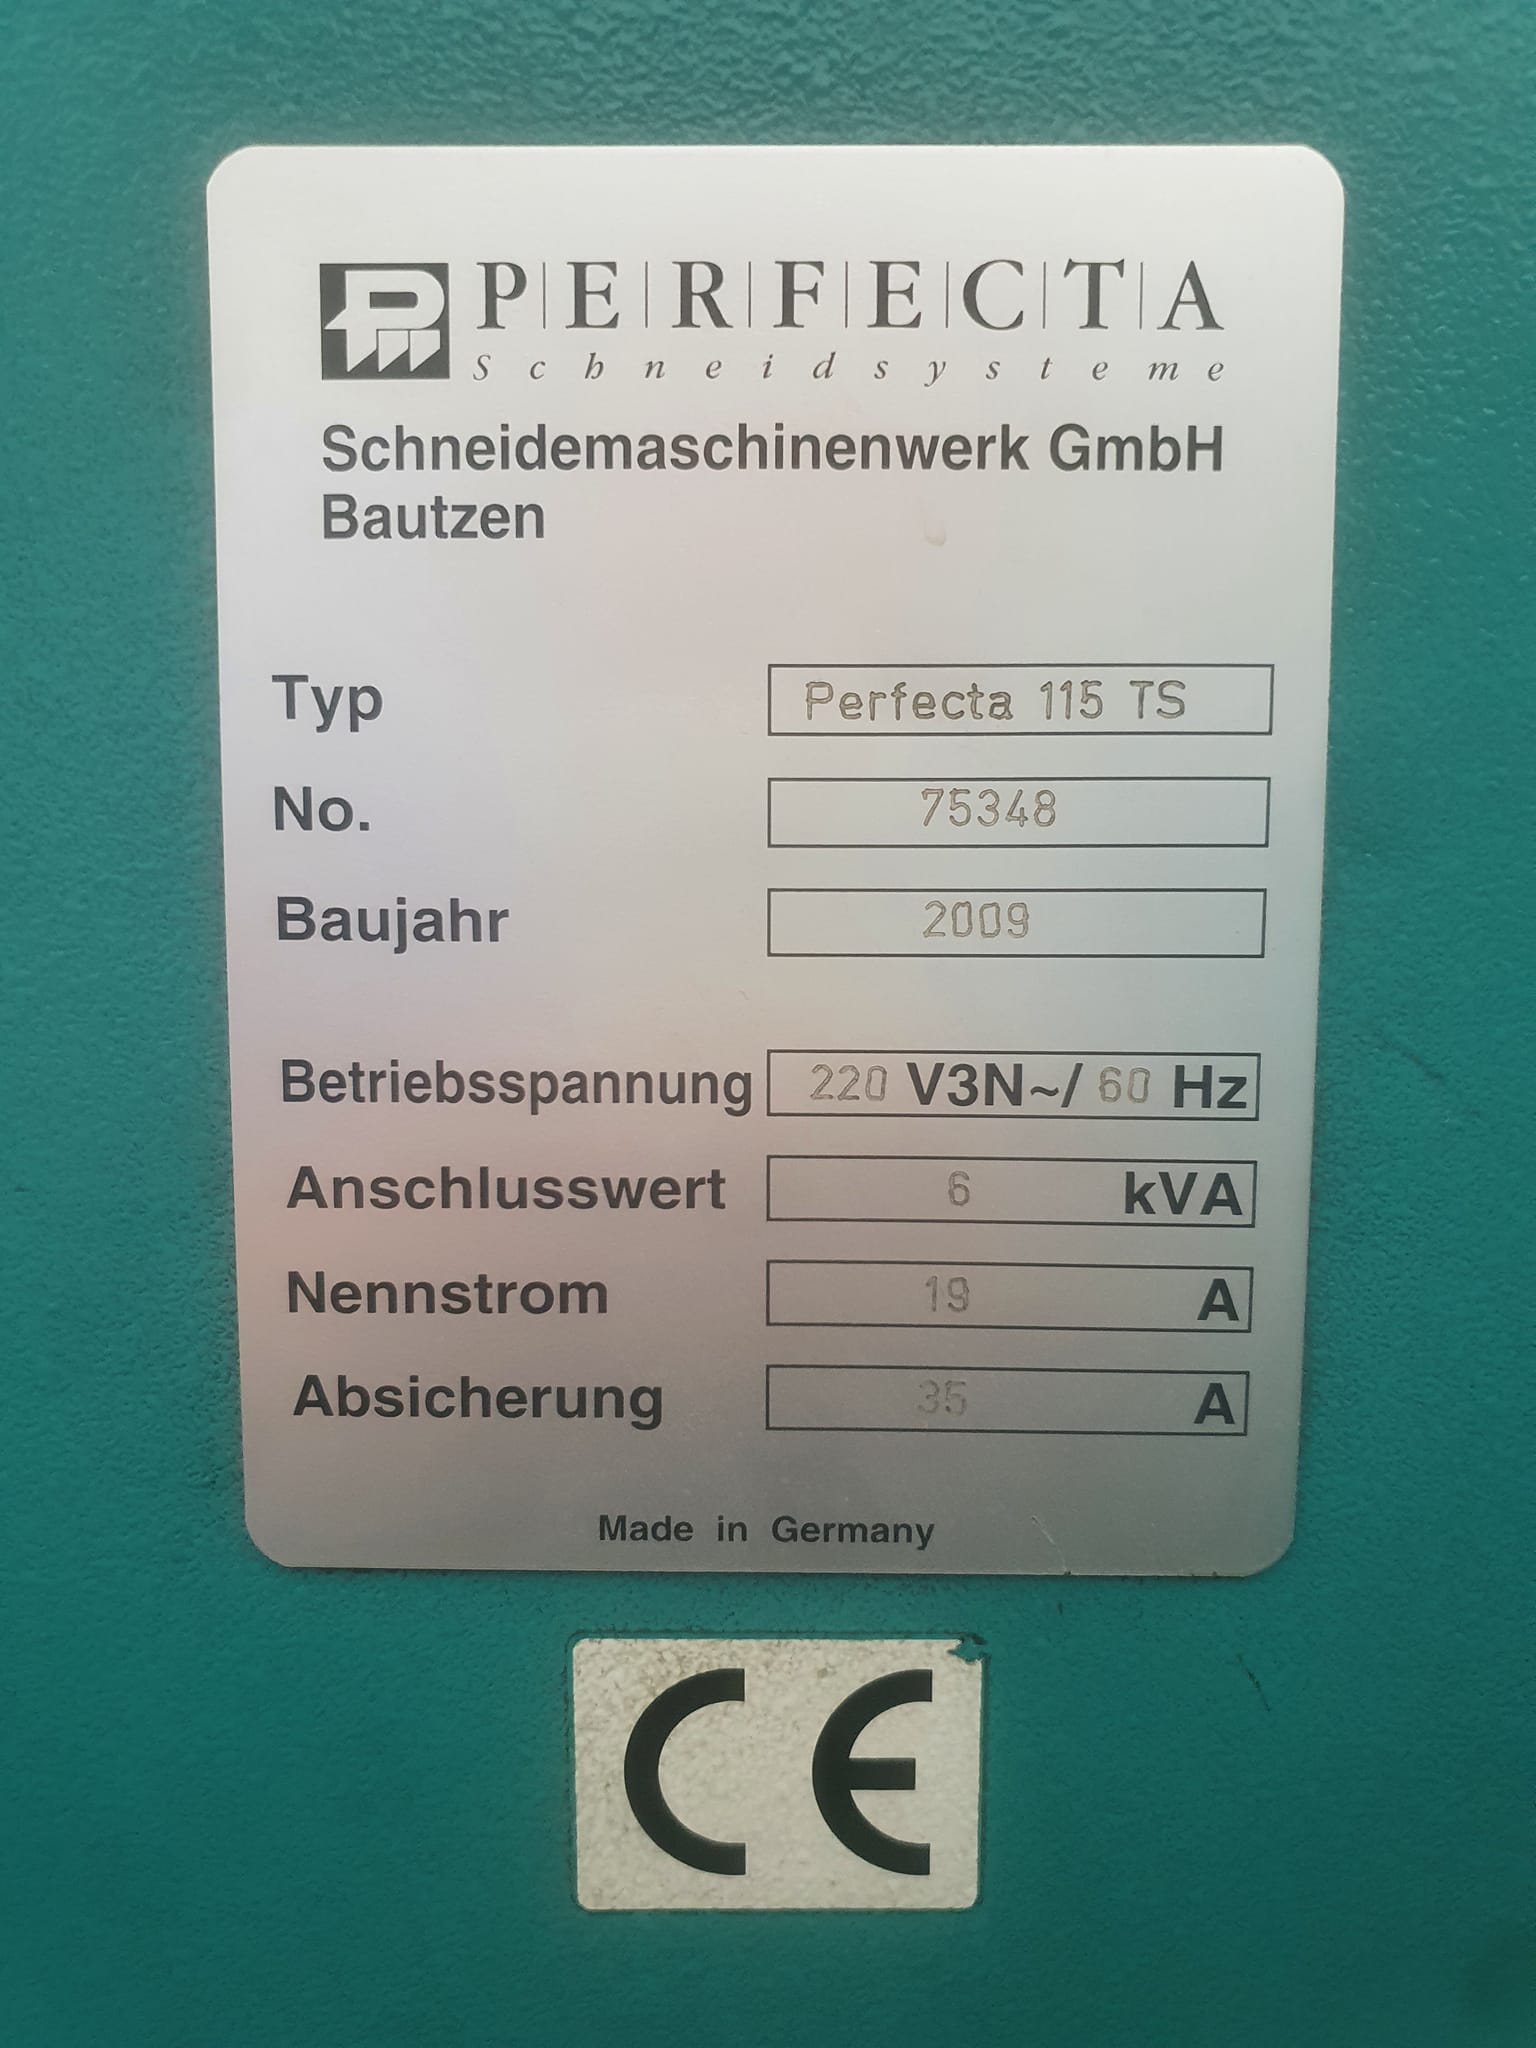 PERFECTA
Schneidsysteme
Schneidemaschinenwerk GmbH
Bautzen
Typ Perfecta 115 TS
No. 75348
Baujahr 2009
Betriebsspannung 220 V3N~/ 60 Hz
Anschlusswert 6 kVA
Nennstrom 19 A
Absicherung 35 A
Made in Germany
CE